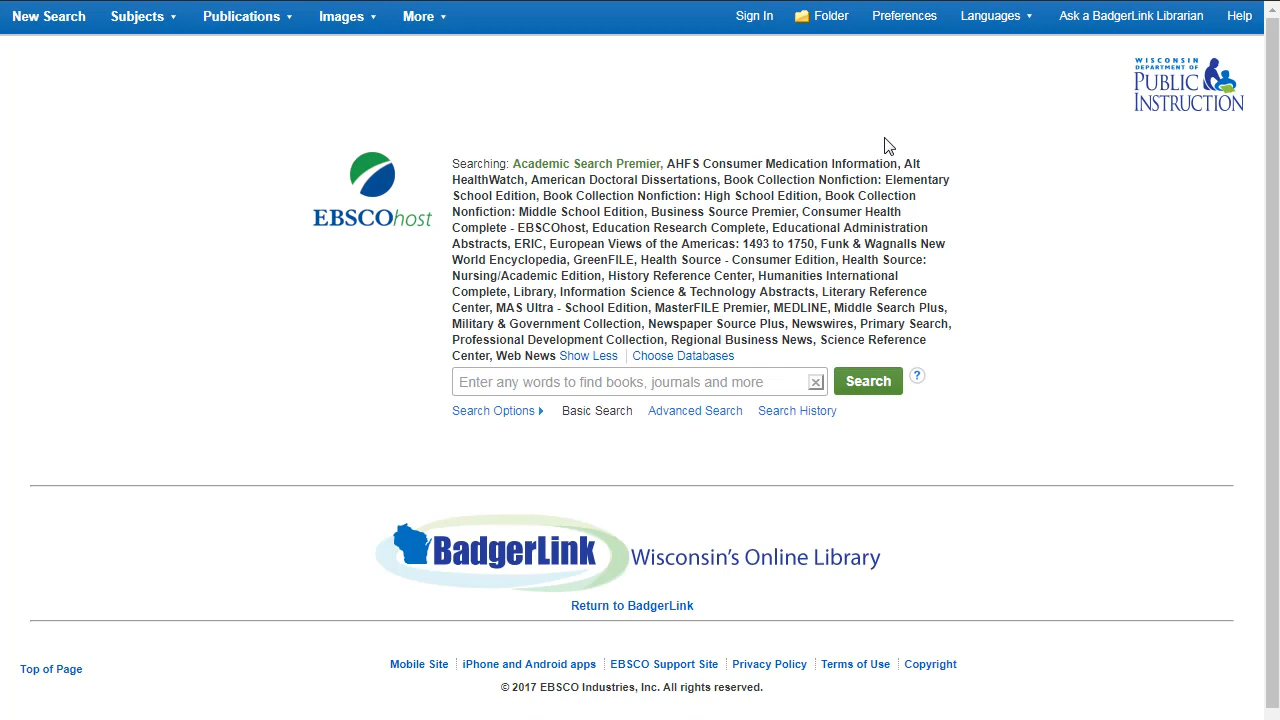 New Search Subjects Publications Images More Sign In Folder Preferences Languages Ask a BadgerLink Librarian Help
WISCONSIN
DEPARTMENT OF
PUBLIC
INSTRUCTION
EBSCOhost
Searching: Academic Search Premier, AHFS Consumer Medication Information, Alt
HealthWatch, American Doctoral Dissertations, Book Collection Nonfiction: Elementary
School Edition, Book Collection Nonfiction: High School Edition, Book Collection
Nonfiction: Middle School Edition, Business Source Premier, Consumer Health
Complete - EBSCOhost, Education Research Complete, Educational Administration
Abstracts, ERIC, European Views of the Americas: 1493 to 1750, Funk & Wagnalls New
World Encyclopedia, GreenFILE, Health Source - Consumer Edition, Health Source:
Nursing/Academic Edition, History Reference Center, Humanities International
Complete, Library, Information Science & Technology Abstracts, Literary Reference
Center, MAS Ultra - School Edition, MasterFILE Premier, MEDLINE, Middle Search Plus,
Military & Government Collection, Newspaper Source Plus, Newswires, Primary Search,
Professional Development Collection, Regional Business News, Science Reference
Center, Web News Show Less Choose Databases
Enter any words to find books, journals and more Search ?
Search Options Basic Search Advanced Search Search History
BadgerLink Wisconsin's Online Library
Return to BadgerLink
Top of Page
Mobile Site iPhone and Android apps EBSCO Support Site Privacy Policy Terms of Use Copyright
© 2017 EBSCO Industries, Inc. All rights reserved.